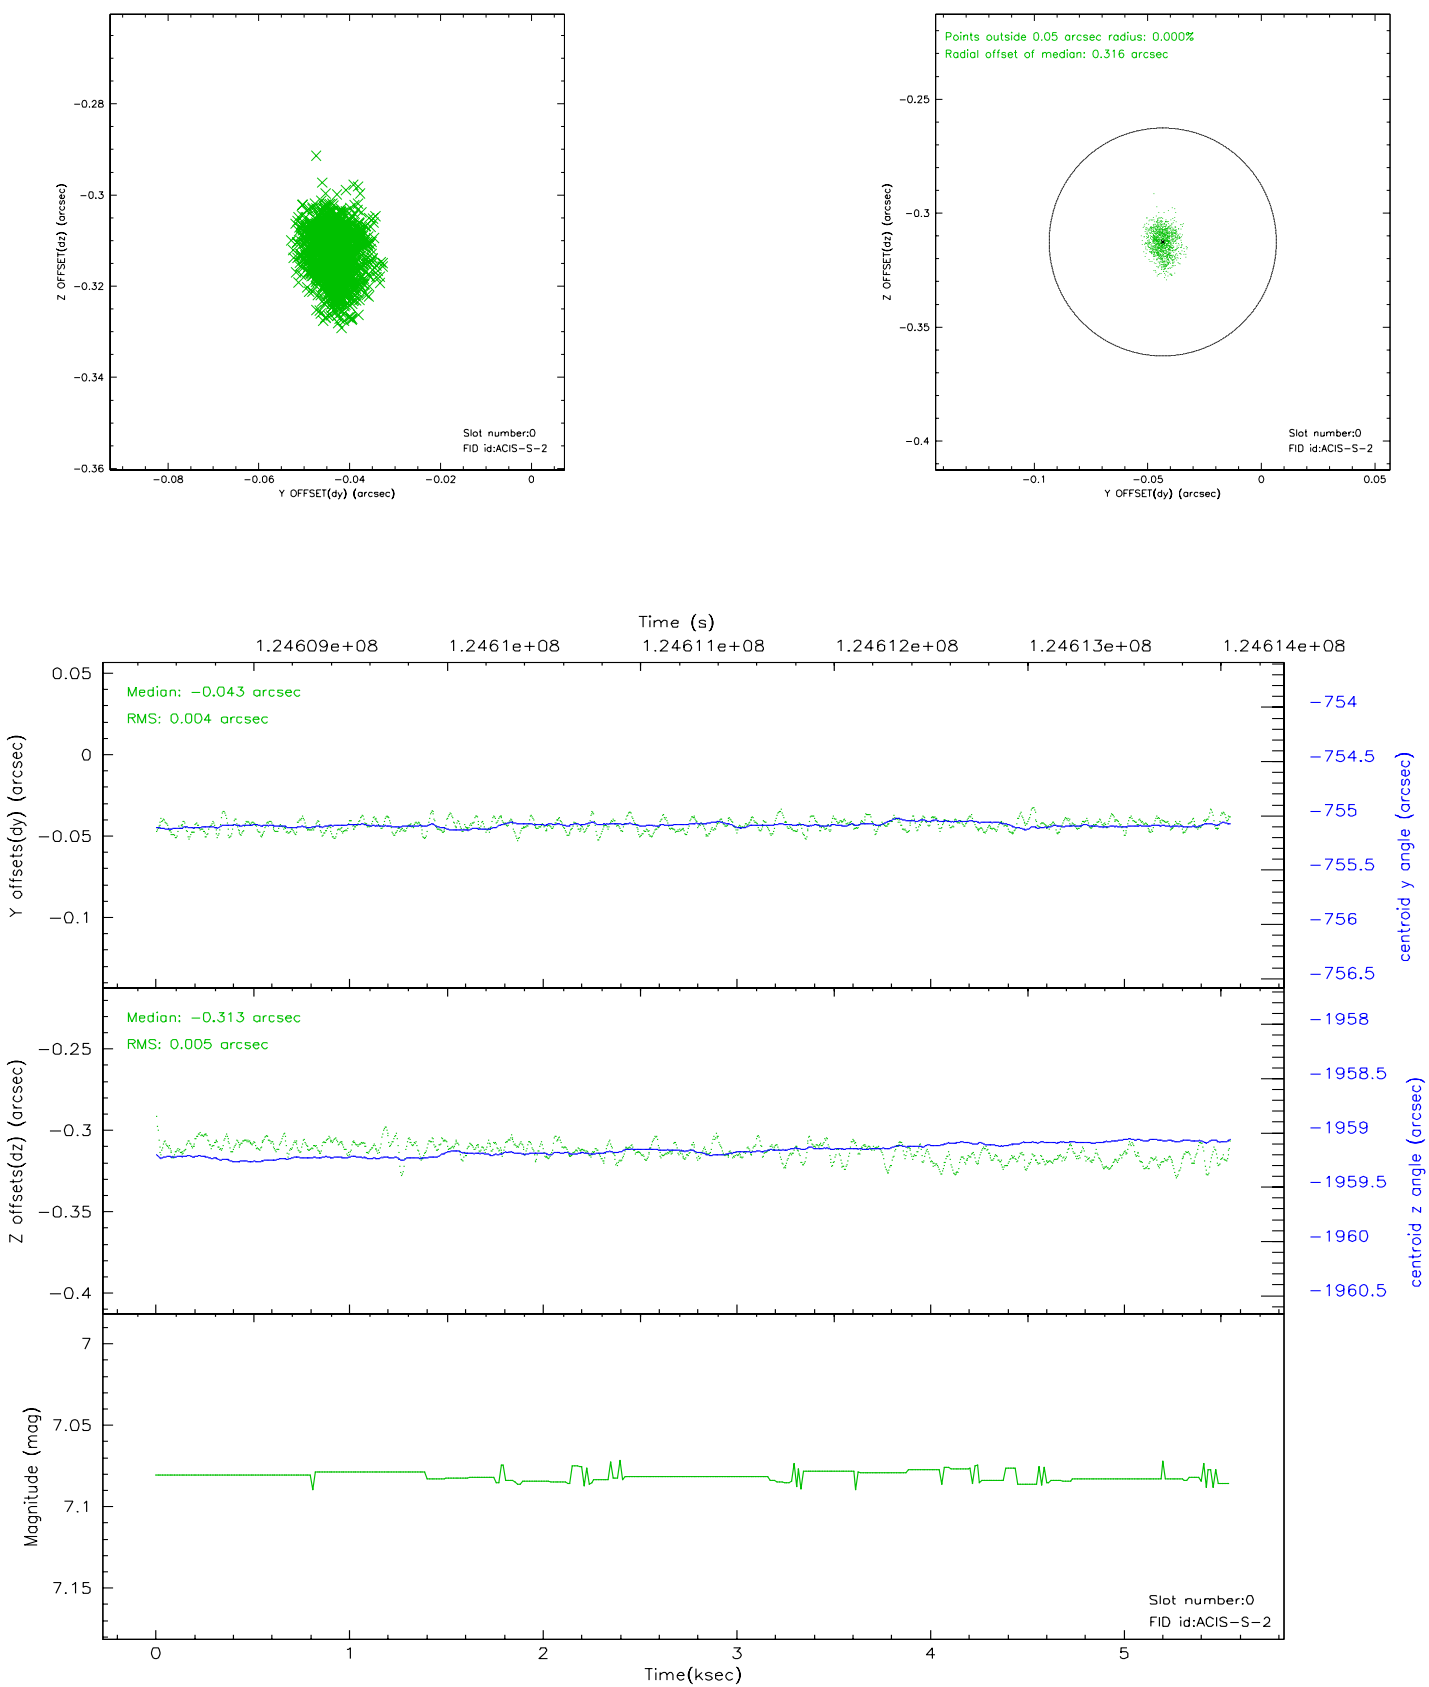 -0.28
-0.3
-0.32
-0.34
-0.36
Z OFFSET(dz) (arcsec)
Slot number:0
FID id:ACIS-S-2
-0.08 -0.06 -0.04 -0.02 0
Y OFFSET(dy) (arcsec)
Points outside 0.05 arcsec radius: 0.000%
Radial offset of median: 0.316 arcsec
-0.25
-0.3
-0.35
-0.4
Z OFFSET(dz) (arcsec)
Slot number:0
FID id:ACIS-S-2
-0.1 -0.05 0 0.05
Y OFFSET(dy) (arcsec)
Time (s)
1.24609e+08 1.2461e+08 1.24611e+08 1.24612e+08 1.24613e+08 1.24614e+08
0.05
0
-0.05
-0.1
Y offsets(dy) (arcsec)
Median: -0.043 arcsec
RMS: 0.004 arcsec
-754
-754.5
-755
-755.5
-756
-756.5
centroid y angle (arcsec)
-0.25
-0.3
-0.35
-0.4
Z offsets(dz) (arcsec)
Median: -0.313 arcsec
RMS: 0.005 arcsec
-1958
-1958.5
-1959
-1959.5
-1960
-1960.5
centroid z angle (arcsec)
7
7.05
7.1
7.15
Magnitude (mag)
Slot number:0
FID id:ACIS-S-2
0 1 2 3 4 5
Time(ksec)